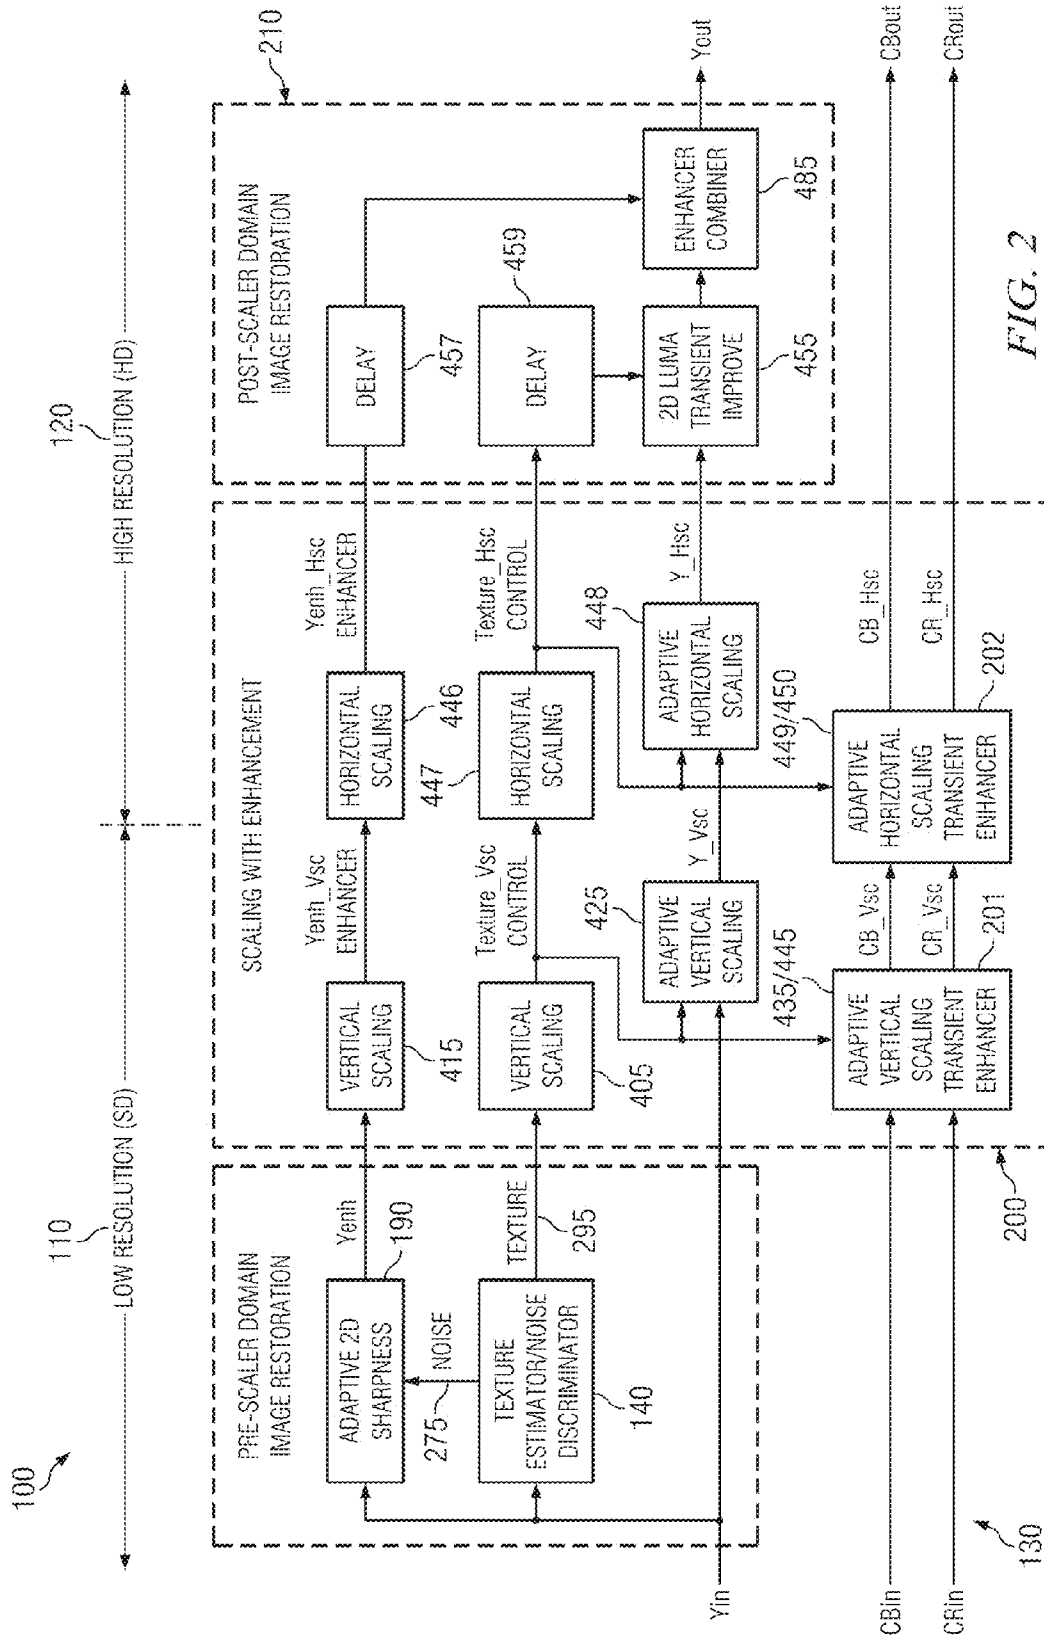 100
110
LOW RESOLUTION (SD)
120
HIGH RESOLUTION (HD)
PRE-SCALER DOMAIN
IMAGE RESTORATION
ADAPTIVE 2D
SHARPNESS
190
Yenh
275
NOISE
TEXTURE
ESTIMATOR/NOISE
DISCRIMINATOR
140
TEXTURE
295
Yin
CBin
CRin
130
200
SCALING WITH ENHANCEMENT
VERTICAL
SCALING
415
Yenh_Vsc
ENHANCER
HORIZONTAL
SCALING
446
Yenh_Hsc
ENHANCER
VERTICAL
SCALING
405
Texture_Vsc
CONTROL
447
HORIZONTAL
SCALING
Texture_Hsc
CONTROL
425
ADAPTIVE
VERTICAL
SCALING
Y_Vsc
448
ADAPTIVE
HORIZONTAL
SCALING
Y_Hsc
435/445
ADAPTIVE
VERTICAL
SCALING
TRANSIENT
ENHANCER
201
CB_Vsc
CR_Vsc
449/450
ADAPTIVE
HORIZONTAL
SCALING
TRANSIENT
ENHANCER
202
CB_Hsc
CR_Hsc
210
POST-SCALER DOMAIN
IMAGE RESTORATION
DELAY
457
459
DELAY
2D LUMA
TRANSIENT
IMPROVE
455
ENHANCER
COMBINER
485
Yout
CBout
CRout
FIG. 2